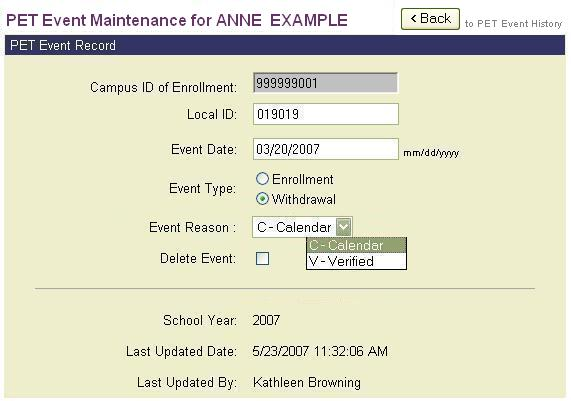 PET Event Maintenance for ANNE EXAMPLE
< Back to PET Event History
PET Event Record
Campus ID of Enrollment: 999999001
Local ID: 019019
Event Date: 03/20/2007 mm/dd/yyyy
Event Type: Enrollment
Withdrawal
Event Reason : C - Calendar
C - Calendar
V - Verified
Delete Event:
School Year: 2007
Last Updated Date: 5/23/2007 11:32:06 AM
Last Updated By: Kathleen Browning